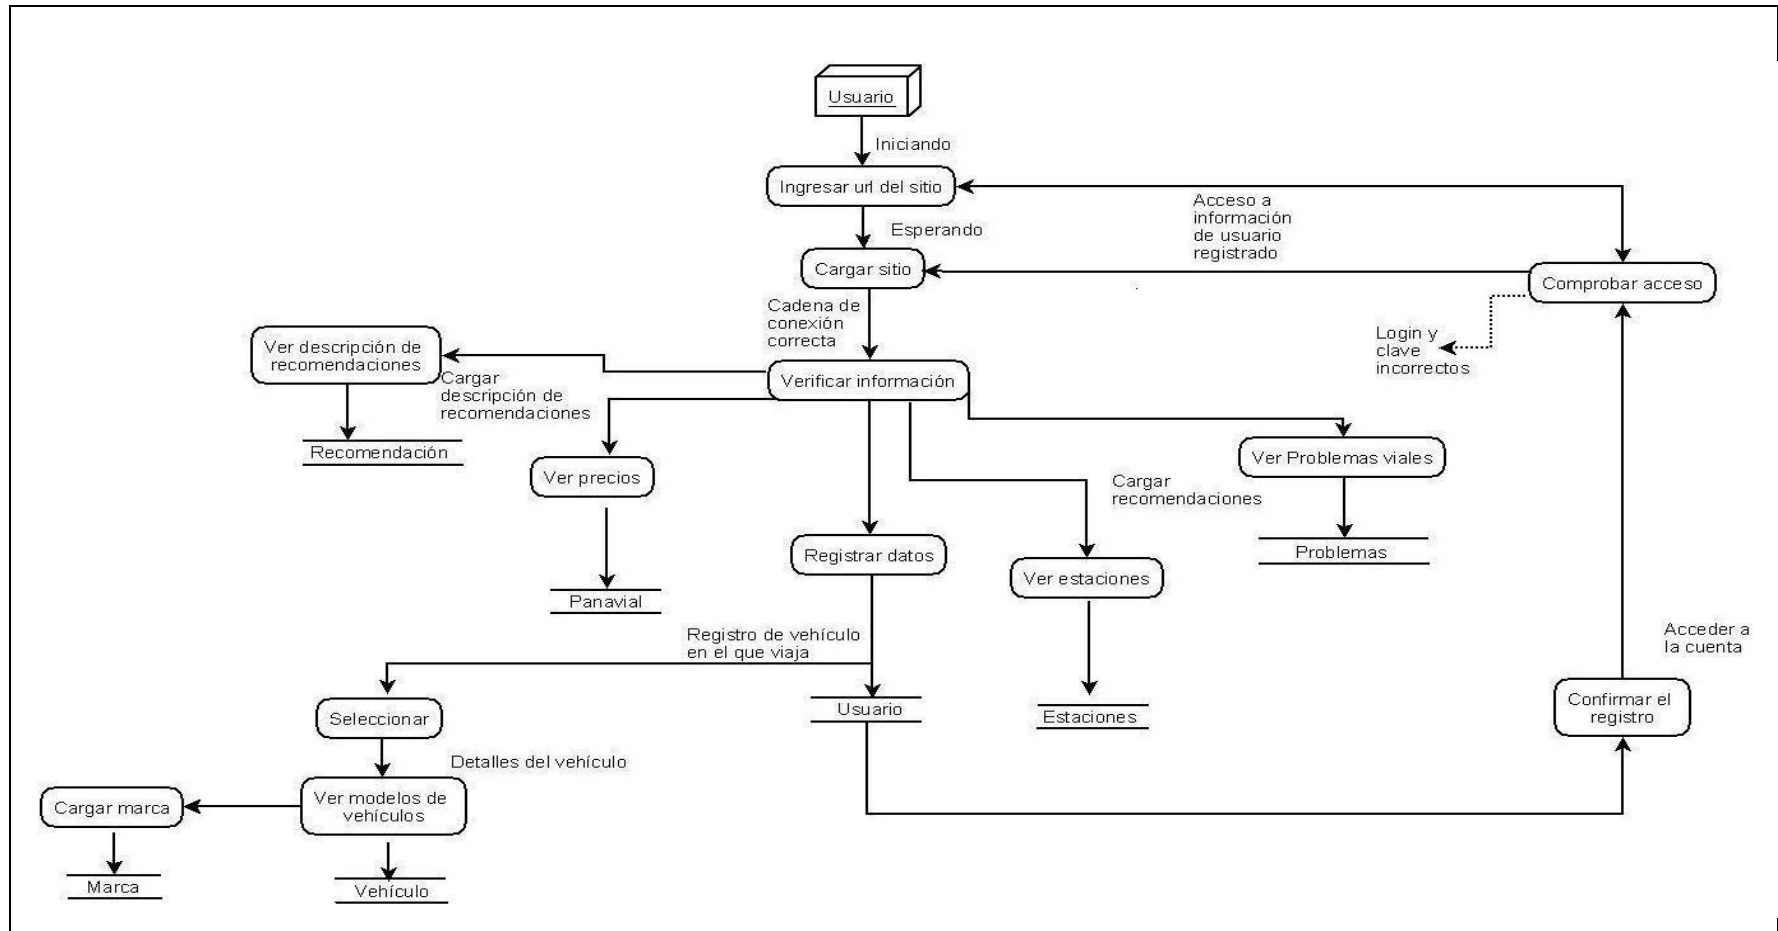 Usuario
Iniciando
Ingresar url del sitio
Acceso a
información
de usuario
registrado
Esperando
Cargar sitio
Comprobar acceso
Cadena de
conexión
correcta
Login y
clave
incorrectos
Ver descripción de
recomendaciones
Cargar
descripción de
recomendaciones
Verificar información
Recomendación
Ver precios
Ver Problemas viales
Cargar
recomendaciones
Registrar datos
Problemas
Ver estaciones
Panavial
Registro de vehículo
en el que viaja
Acceder a
la cuenta
Seleccionar
Usuario
Estaciones
Confirmar el
registro
Detalles del vehículo
Cargar marca
Ver modelos de
vehículos
Marca
Vehículo